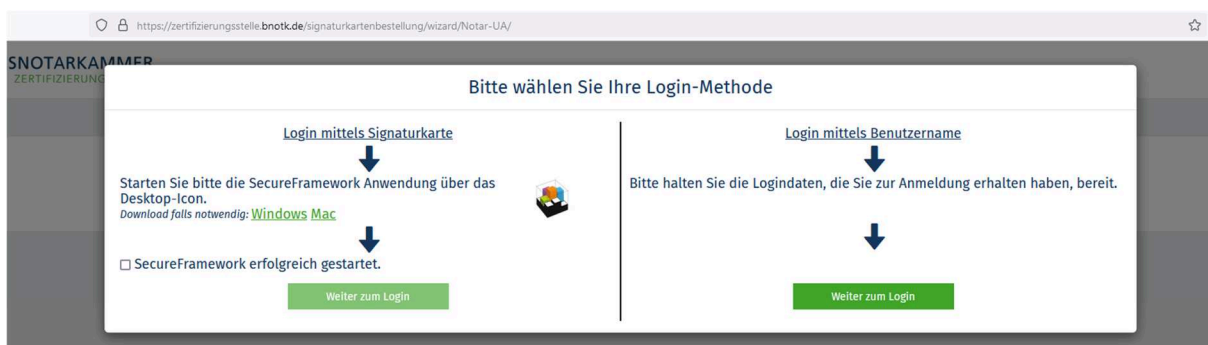 https://zertifizierungsstelle.bnotk.de/signaturkartenbestellung/wizard/Notar-UA/
SNOTARKAMMER
ZERTIFIZIERUNG
Bitte wählen Sie Ihre Login-Methode
Login mittels Signaturkarte
Starten Sie bitte die SecureFramework Anwendung über das
Desktop-Icon.
Download falls notwendig: Windows Mac
SecureFramework erfolgreich gestartet.
Weiter zum Login
Login mittels Benutzername
Bitte halten Sie die Logindaten, die Sie zur Anmeldung erhalten haben, bereit.
Weiter zum Login